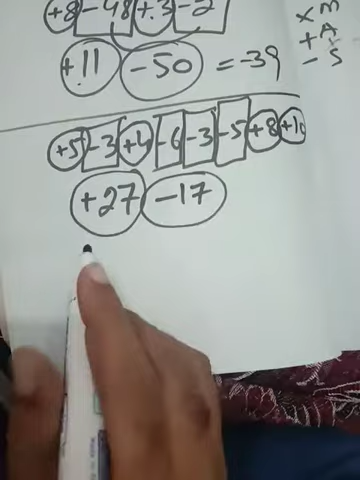 +8 -48 +3 -2
× M
+ A
- S
+11 -50 = -39
+5 -3 +4 -6 -3 -5 +8 +10
+27 -17